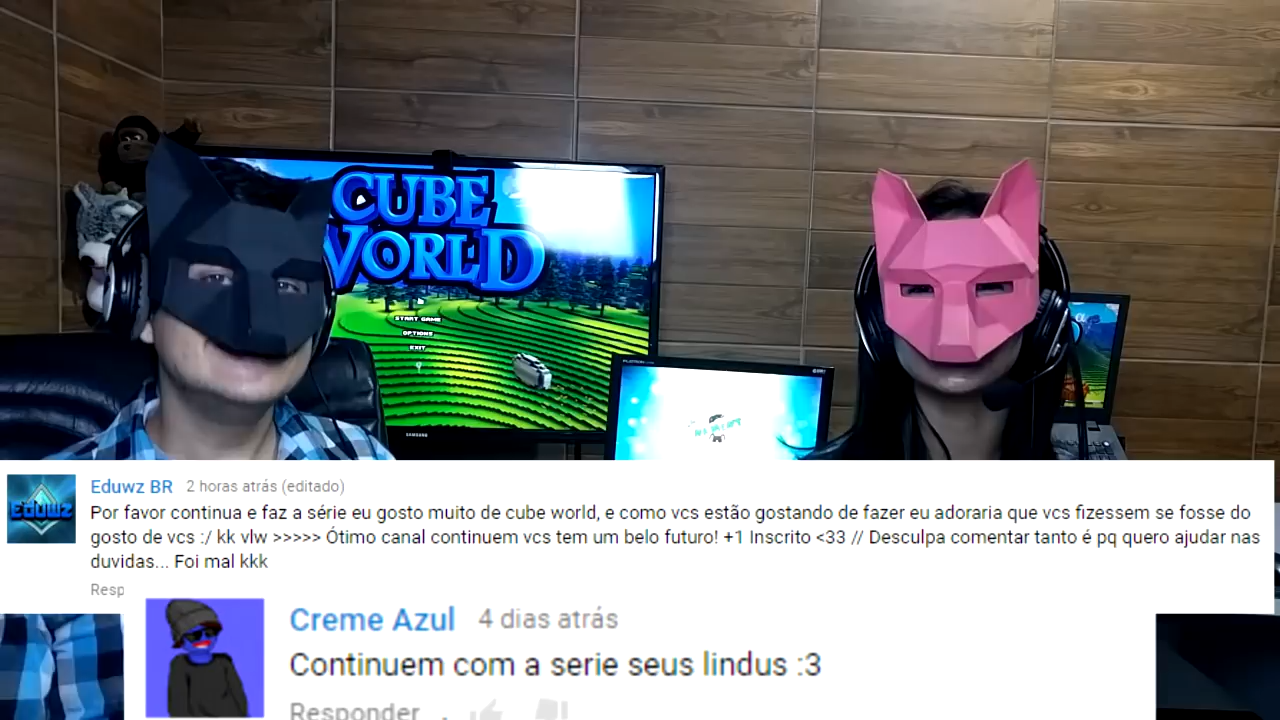 CUBE
WORLD
START GAME
OPTIONS
EXIT
SAMSUNG
Eduwz BR 2 horas atrás (editado)
Eduwz
Por favor continua e faz a série eu gosto muito de cube world, e como vcs estão gostando de fazer eu adoraria que vcs fizessem se fosse do
gosto de vcs :/ kk vlw >>>>> Ótimo canal continuem vcs tem um belo futuro! +1 Inscrito <33 // Desculpa comentar tanto é pq quero ajudar nas
duvidas... Foi mal kkk
Resp
Creme Azul 4 dias atrás
Continuem com a serie seus lindus :3
Responder